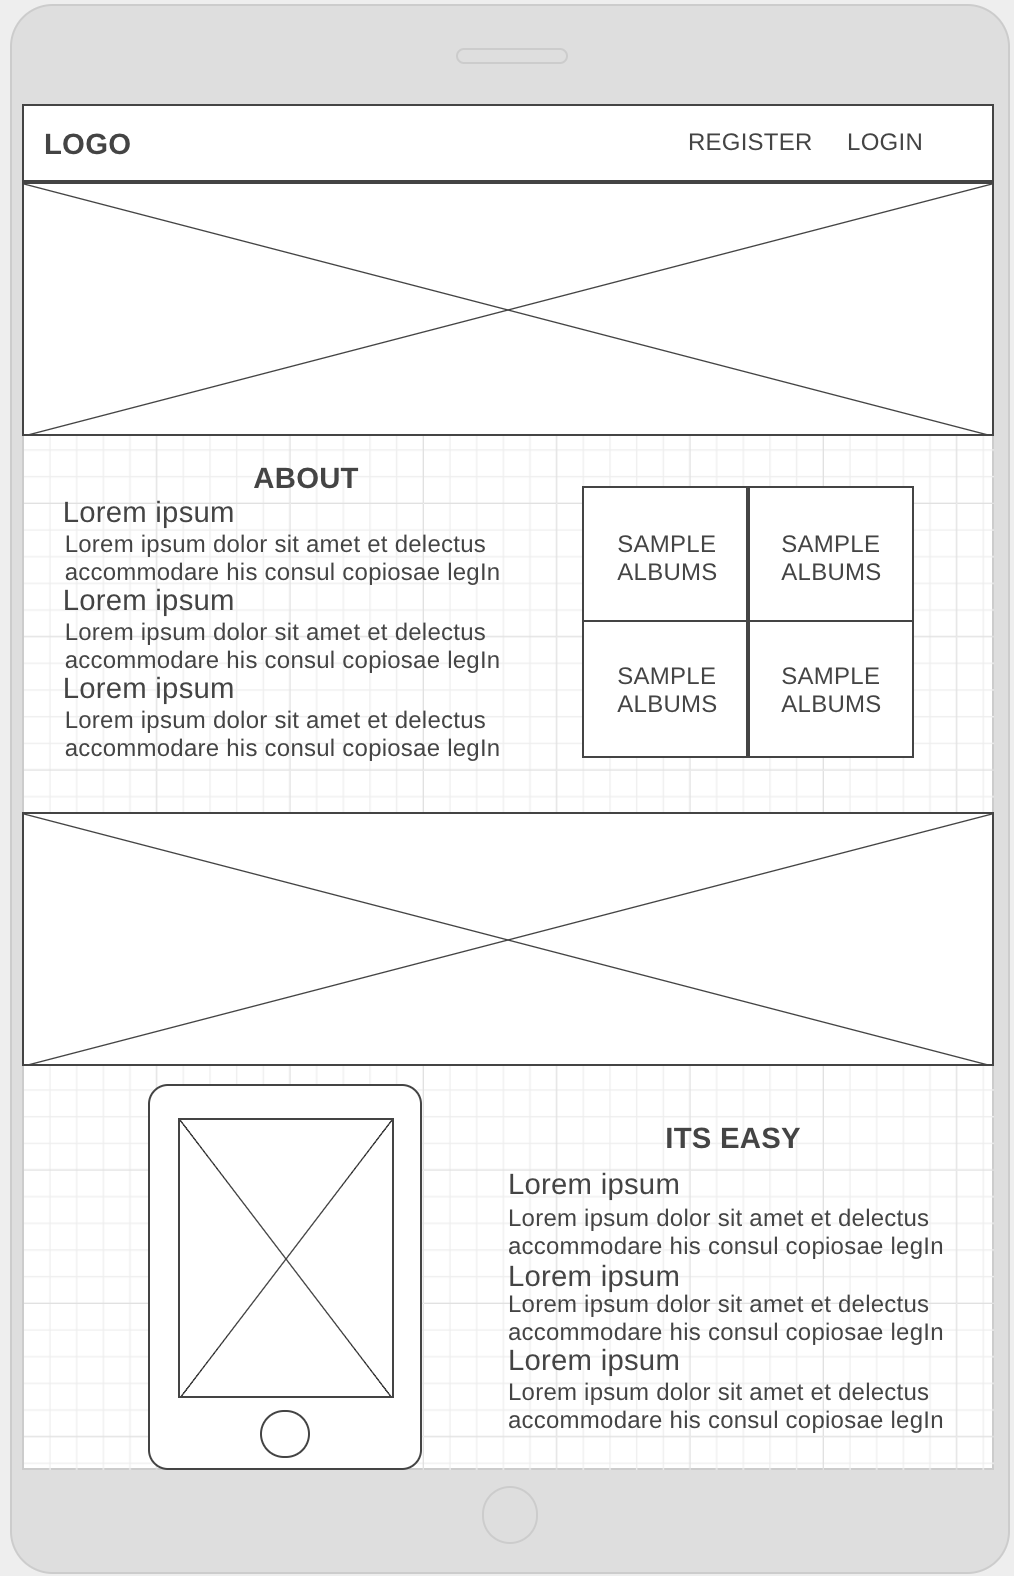 LOGO
REGISTER LOGIN
ABOUT
Lorem ipsum
Lorem ipsum dolor sit amet et delectus
accommodare his consul copiosae legIn
Lorem ipsum
Lorem ipsum dolor sit amet et delectus
accommodare his consul copiosae legIn
Lorem ipsum
Lorem ipsum dolor sit amet et delectus
accommodare his consul copiosae legIn
SAMPLE
ALBUMS
SAMPLE
ALBUMS
SAMPLE
ALBUMS
SAMPLE
ALBUMS
ITS EASY
Lorem ipsum
Lorem ipsum dolor sit amet et delectus
accommodare his consul copiosae legIn
Lorem ipsum
Lorem ipsum dolor sit amet et delectus
accommodare his consul copiosae legIn
Lorem ipsum
Lorem ipsum dolor sit amet et delectus
accommodare his consul copiosae legIn